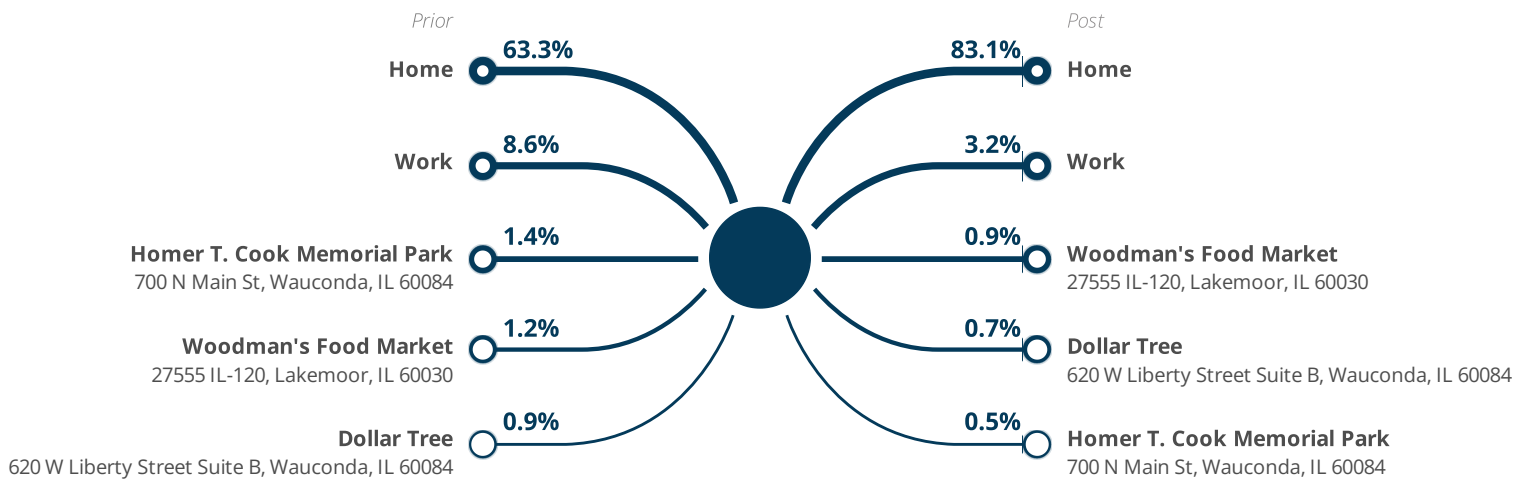 Prior
63.3%
Home
8.6%
Work
1.4%
Homer T. Cook Memorial Park
700 N Main St, Wauconda, IL 60084
1.2%
Woodman's Food Market
27555 IL-120, Lakemoor, IL 60030
0.9%
Dollar Tree
620 W Liberty Street Suite B, Wauconda, IL 60084
Post
83.1%
Home
3.2%
Work
0.9%
Woodman's Food Market
27555 IL-120, Lakemoor, IL 60030
0.7%
Dollar Tree
620 W Liberty Street Suite B, Wauconda, IL 60084
0.5%
Homer T. Cook Memorial Park
700 N Main St, Wauconda, IL 60084